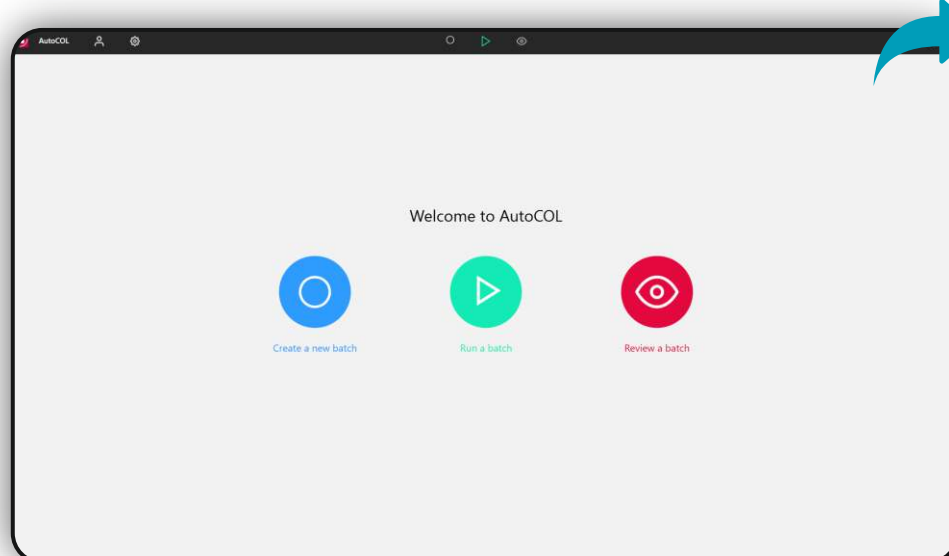 AutoCOL
Welcome to AutoCOL
Create a new batch
Run a batch
Review a batch